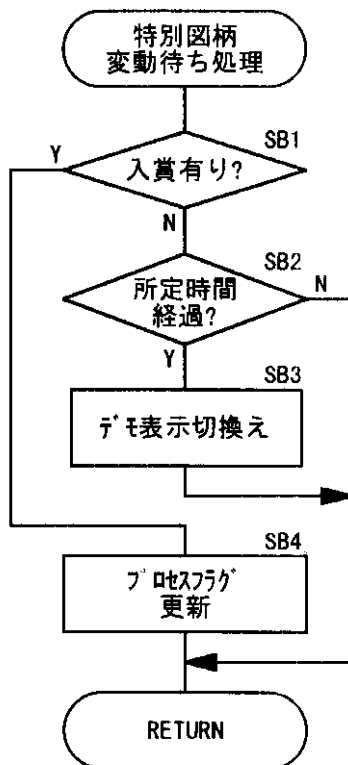 特別図柄
変動待ち処理
SB1
Y
入賞有り?
N
SB2
所定時間
経過?
N
Y
SB3
デモ表示切換え
SB4
プロセスフラグ
更新
RETURN